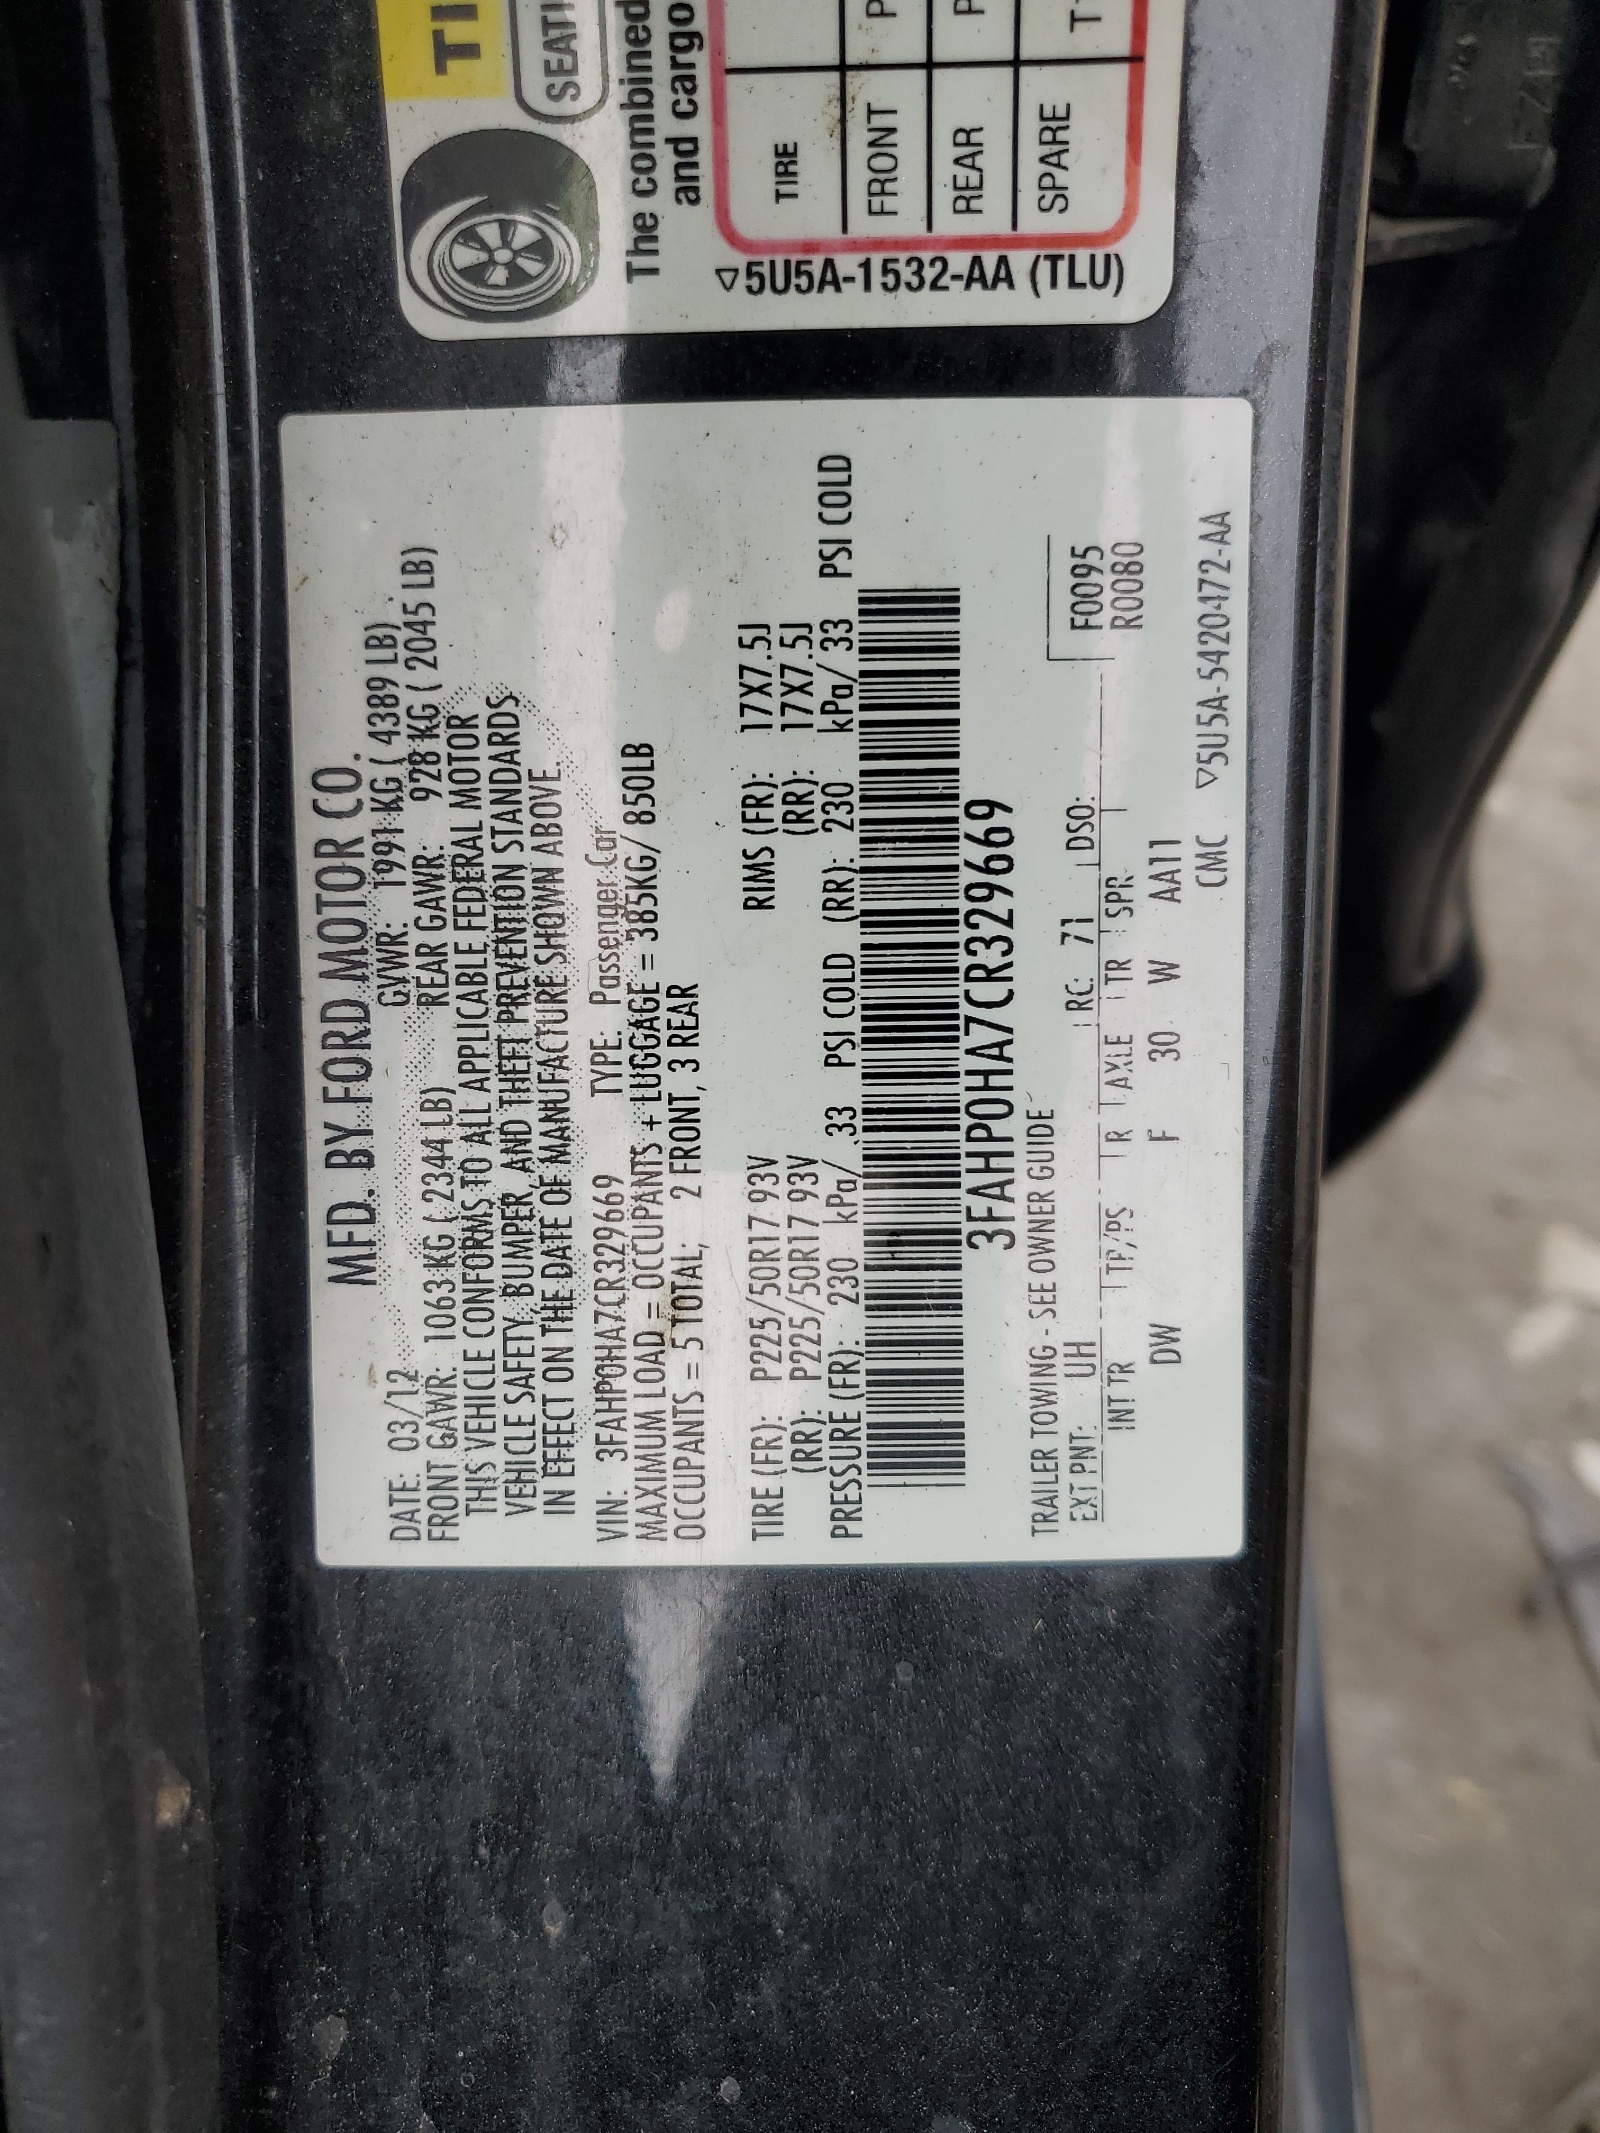 MFD. BY FORD MOTOR CO.
DATE: 03/12 GVWR: 1991 KG ( 4389 LB)
FRONT GAWR: 1063 KG ( 2344 LB) REAR GAWR: 928 KG ( 2045 LB)
THIS VEHICLE CONFORMS TO ALL APPLICABLE FEDERAL MOTOR
VEHICLE SAFETY, BUMPER, AND THEFT PREVENTION STANDARDS
IN EFFECT ON THE DATE OF MANUFACTURE SHOWN ABOVE.
VIN: 3FAHP0HA7CR329669 TYPE: Passenger Car
MAXIMUM LOAD = OCCUPANTS + LUGGAGE = 385KG/ 850LB
OCCUPANTS = 5 TOTAL; 2 FRONT, 3 REAR
TIRE (FR): P225/50R17 93V RIMS (FR): 17X7.5J
(RR): P225/50R17 93V (RR): 17X7.5J
PRESSURE (FR): 230 kPa/ 33 PSI COLD (RR): 230 kPa/ 33 PSI COLD
3FAHP0HA7CR329669
TRAILER TOWING - SEE OWNER GUIDE
EXT PNT: UH RC: 71 DSO: F0095
INT TR TP/PS R AXLE TR SPR R0080
DW F 30 W AA11
CMC ▽5U5A-5420472-AA
TI
SEATI
The combined
and cargo
TIRE
FRONT P
REAR P
SPARE T1
▽5U5A-1532-AA (TLU)